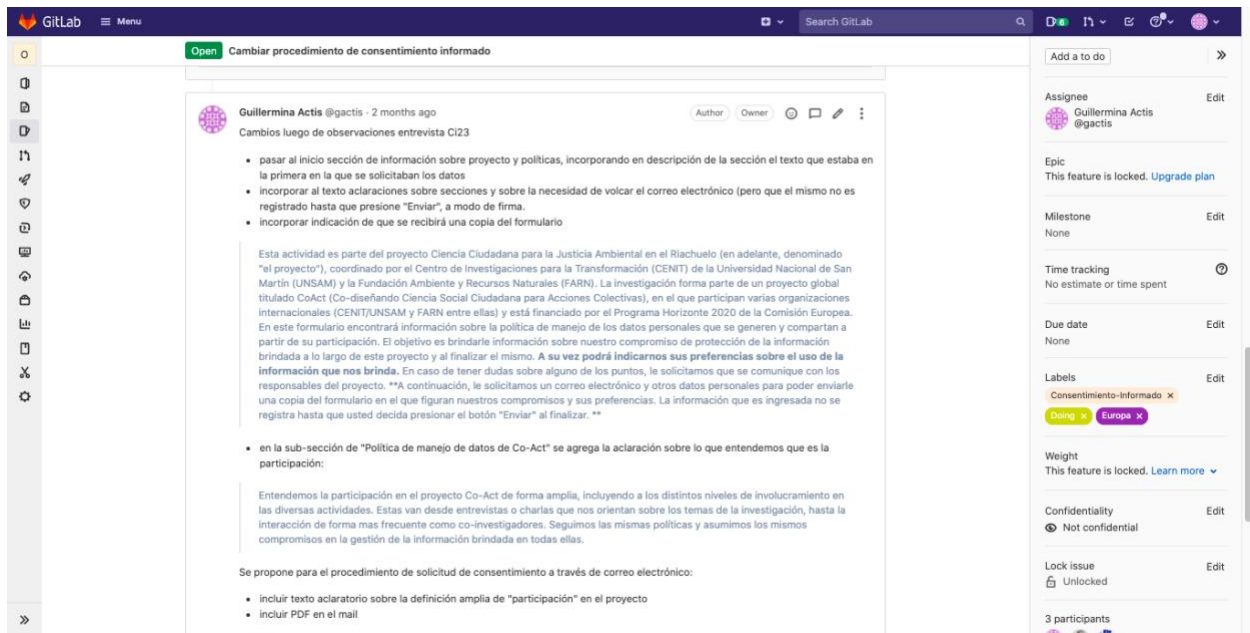 GitLab
Menu
Search GitLab
6
O
Open
Cambiar procedimiento de consentimiento informado
Guillermina Actis @gactis · 2 months ago
Author
Owner
Cambios luego de observaciones entrevista Ci23
• pasar al inicio sección de información sobre proyecto y políticas, incorporando en descripción de la sección el texto que estaba en
la primera en la que se solicitaban los datos
• incorporar al texto aclaraciones sobre secciones y sobre la necesidad de volcar el correo electrónico (pero que el mismo no es
registrado hasta que presione "Enviar", a modo de firma.
• incorporar indicación de que se recibirá una copia del formulario
Esta actividad es parte del proyecto Ciencia Ciudadana para la Justicia Ambiental en el Riachuelo (en adelante, denominado
"el proyecto"), coordinado por el Centro de Investigaciones para la Transformación (CENIT) de la Universidad Nacional de San
Martín (UNSAM) y la Fundación Ambiente y Recursos Naturales (FARN). La investigación forma parte de un proyecto global
titulado CoAct (Co-diseñando Ciencia Social Ciudadana para Acciones Colectivas), en el que participan varias organizaciones
internacionales (CENIT/UNSAM y FARN entre ellas) y está financiado por el Programa Horizonte 2020 de la Comisión Europea.
En este formulario encontrará información sobre la política de manejo de los datos personales que se generen y compartan a
partir de su participación. El objetivo es brindarle información sobre nuestro compromiso de protección de la información
brindada a lo largo de este proyecto y al finalizar el mismo. A su vez podrá indicarnos sus preferencias sobre el uso de la
información que nos brinda. En caso de tener dudas sobre alguno de los puntos, le solicitamos que se comunique con los
responsables del proyecto. **A continuación, le solicitamos un correo electrónico y otros datos personales para poder enviarle
una copia del formulario en el que figuran nuestros compromisos y sus preferencias. La información que es ingresada no se
registra hasta que usted decida presionar el botón "Enviar" al finalizar. **
• en la sub-sección de "Política de manejo de datos de Co-Act" se agrega la aclaración sobre lo que entendemos que es la
participación:
Entendemos la participación en el proyecto Co-Act de forma amplia, incluyendo a los distintos niveles de involucramiento en
las diversas actividades. Estas van desde entrevistas o charlas que nos orientan sobre los temas de la investigación, hasta la
interacción de forma mas frecuente como co-investigadores. Seguimos las mismas políticas y asumimos los mismos
compromisos en la gestión de la información brindada en todas ellas.
Se propone para el procedimiento de solicitud de consentimiento a través de correo electrónico:
• incluir texto aclaratorio sobre la definición amplia de "participación" en el proyecto
• incluir PDF en el mail
Add a to do
Assignee
Edit
Guillermina Actis
@gactis
Epic
This feature is locked. Upgrade plan
Milestone
Edit
None
Time tracking
No estimate or time spent
Due date
Edit
None
Labels
Edit
Consentimiento-Informado ×
Doing ×
Europa ×
Weight
This feature is locked. Learn more
Confidentiality
Edit
Not confidential
Lock issue
Edit
Unlocked
3 participants